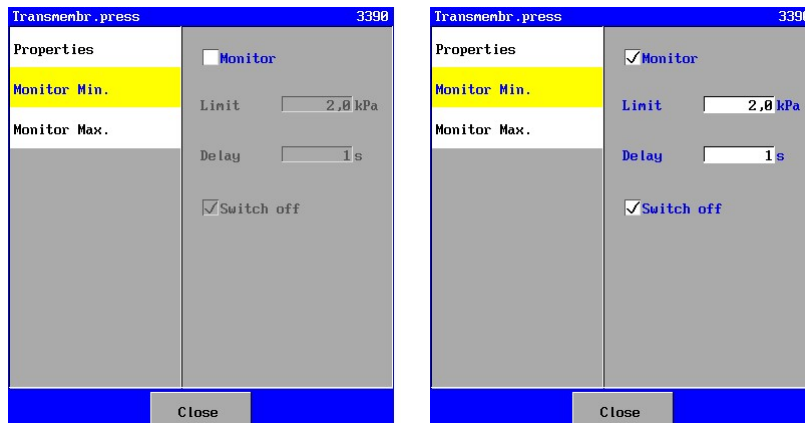 Transmembr.press 3390
Properties
Monitor Min.
Monitor Max.
Monitor
Limit 2,0 kPa
Delay 1 s
Switch off
Close
Transmembr.press 3390
Properties
Monitor Min.
Monitor Max.
Monitor
Limit 2,0 kPa
Delay 1 s
Switch off
Close